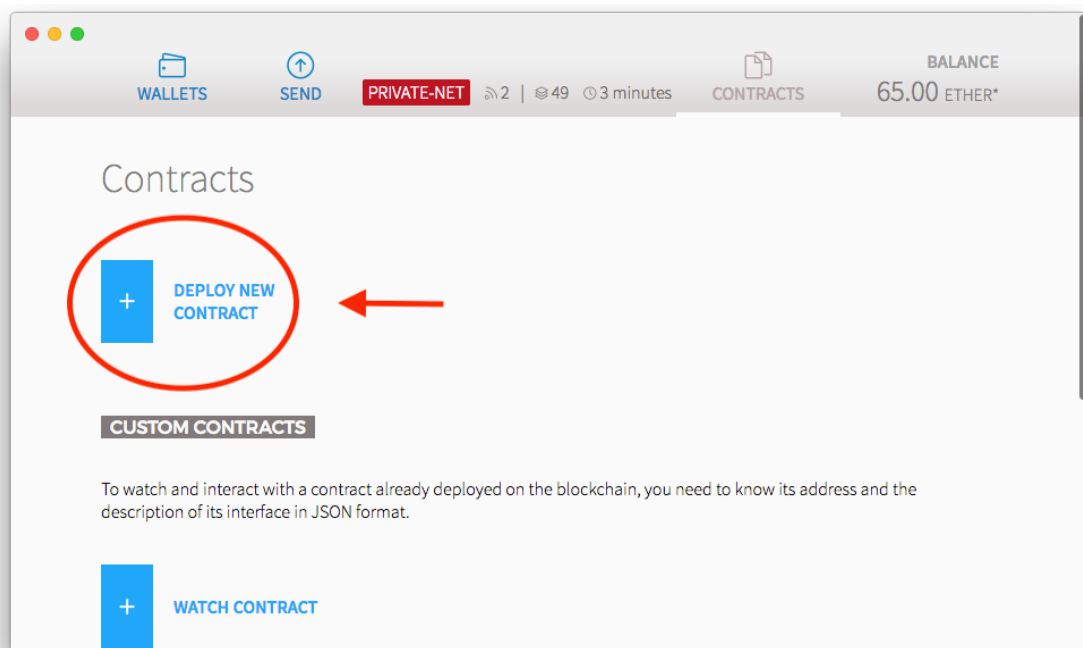 WALLETS
SEND
PRIVATE-NET 2 | 49 3 minutes
CONTRACTS
BALANCE
65.00 ETHER*
Contracts
+ DEPLOY NEW
CONTRACT
CUSTOM CONTRACTS
To watch and interact with a contract already deployed on the blockchain, you need to know its address and the
description of its interface in JSON format.
+ WATCH CONTRACT